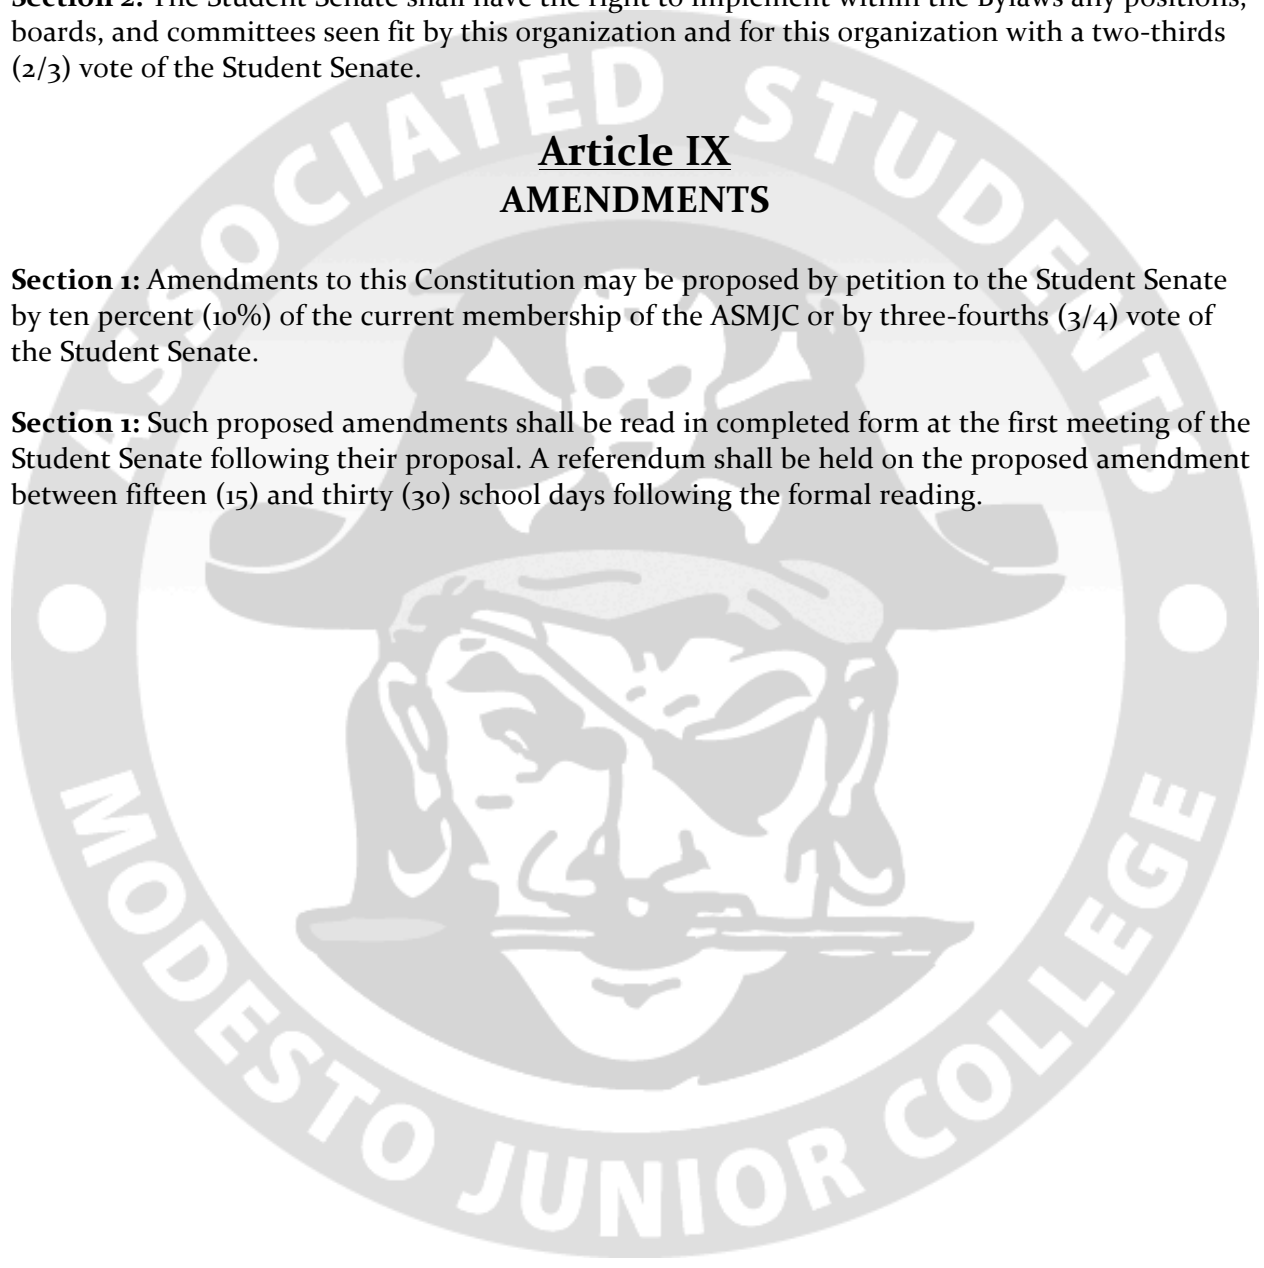 Section 2: The Student Senate shall have the right to implement within the Bylaws any positions,
boards, and committees seen fit by this organization and for this organization with a two-thirds
(2/3) vote of the Student Senate.
Article IX
AMENDMENTS
Section 1: Amendments to this Constitution may be proposed by petition to the Student Senate
by ten percent (10%) of the current membership of the ASMJC or by three-fourths (3/4) vote of
the Student Senate.
Section 1: Such proposed amendments shall be read in completed form at the first meeting of the
Student Senate following their proposal. A referendum shall be held on the proposed amendment
between fifteen (15) and thirty (30) school days following the formal reading.
ASSOCIATED STUDENTS
MODESTO JUNIOR COLLEGE